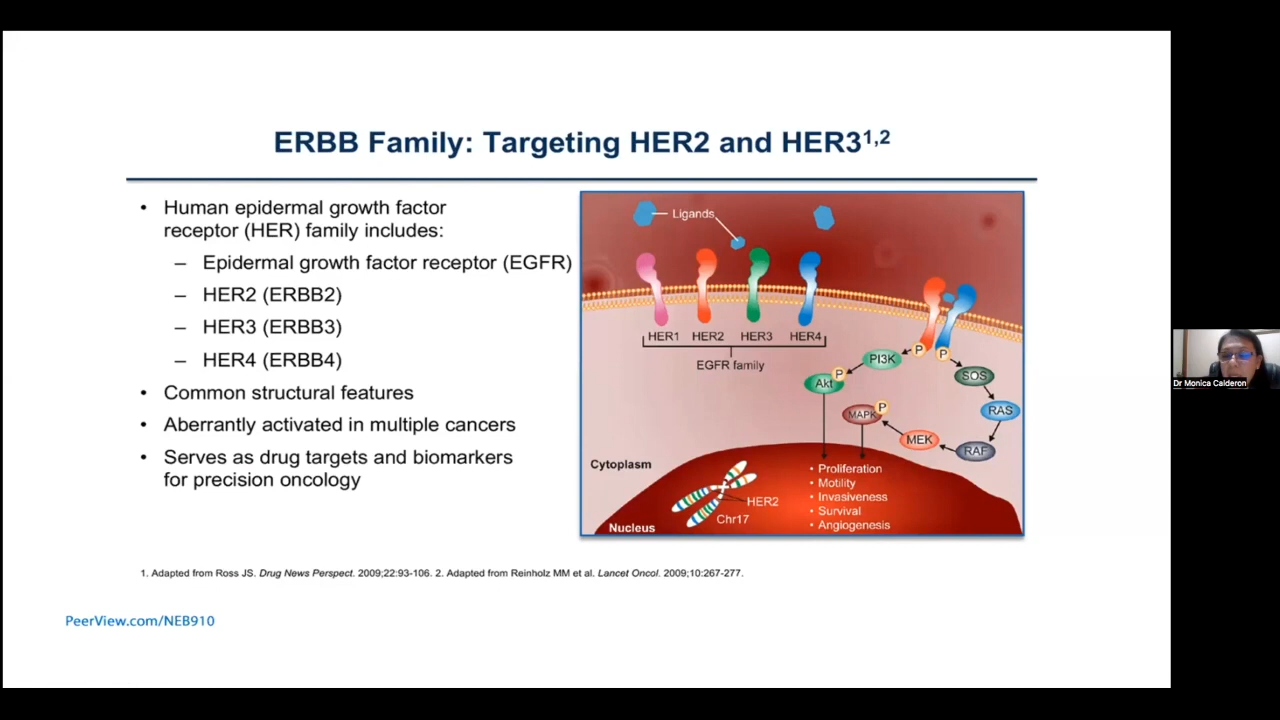 ERBB Family: Targeting HER2 and HER3¹,²
• Human epidermal growth factor
receptor (HER) family includes:
– Epidermal growth factor receptor (EGFR)
– HER2 (ERBB2)
– HER3 (ERBB3)
– HER4 (ERBB4)
• Common structural features
• Aberrantly activated in multiple cancers
• Serves as drug targets and biomarkers
for precision oncology
Ligands
HER1 HER2 HER3 HER4
EGFR family
P
P
PI3K
P
Akt
SOS
RAS
RAF
MEK
P
MAPK
Cytoplasm
• Proliferation
• Motility
• Invasiveness
• Survival
• Angiogenesis
HER2
Chr17
Nucleus
1. Adapted from Ross JS. Drug News Perspect. 2009;22:93-106. 2. Adapted from Reinholz MM et al. Lancet Oncol. 2009;10:267-277.
PeerView.com/NEB910
Dr Monica Calderon